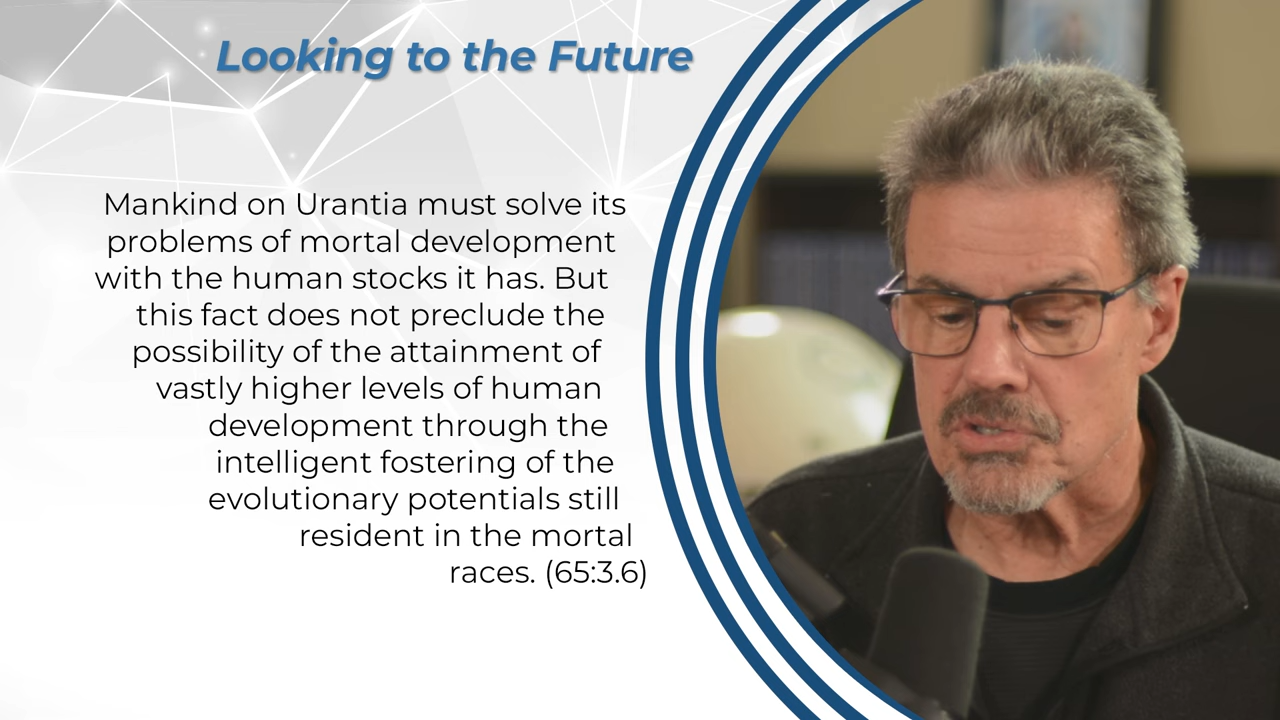 Looking to the Future
Mankind on Urantia must solve its
problems of mortal development
with the human stocks it has. But
this fact does not preclude the
possibility of the attainment of
vastly higher levels of human
development through the
intelligent fostering of the
evolutionary potentials still
resident in the mortal
races. (65:3.6)